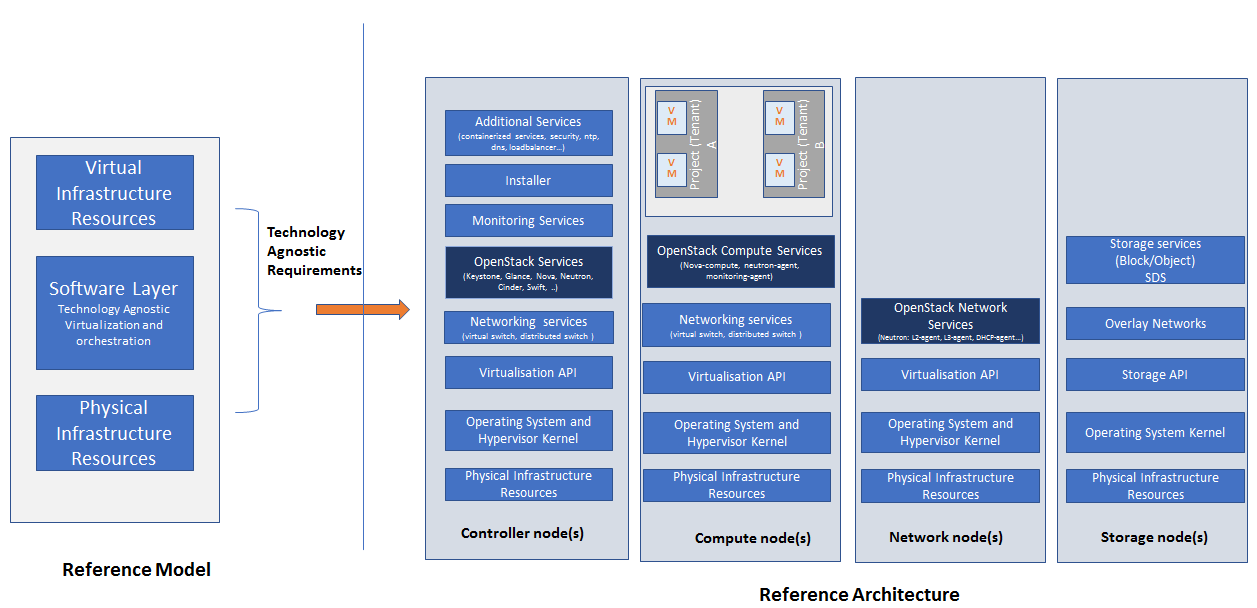 Virtual
Infrastructure
Resources
Software Layer
Technology Agnostic
Virtualization and
orchestration
Physical
Infrastructure
Resources
Reference Model
Technology
Agnostic
Requirements
Additional Services
(containerized services, security, ntp,
dns, loadbalancer...)
Installer
Monitoring Services
OpenStack Services
(Keystone, Glance, Nova, Neutron,
Cinder, Swift, ..)
Networking services
(virtual switch, distributed switch )
Virtualisation API
Operating System and
Hypervisor Kernel
Physical Infrastructure
Resources
Controller node(s)
V
M
V
M
Project (Tenant)
A
V
M
V
M
Project (Tenant)
B
OpenStack Compute Services
(Nova-compute, neutron-agent,
monitoring-agent)
Networking services
(virtual switch, distributed switch )
Virtualisation API
Operating System and
Hypervisor Kernel
Physical Infrastructure
Resources
Compute node(s)
OpenStack Network
Services
(Neutron: L2-agent, L3-agent, DHCP-agent...)
Virtualisation API
Operating System and
Hypervisor Kernel
Physical Infrastructure
Resources
Network node(s)
Storage services
(Block/Object)
SDS
Overlay Networks
Storage API
Operating System Kernel
Physical Infrastructure
Resources
Storage node(s)
Reference Architecture